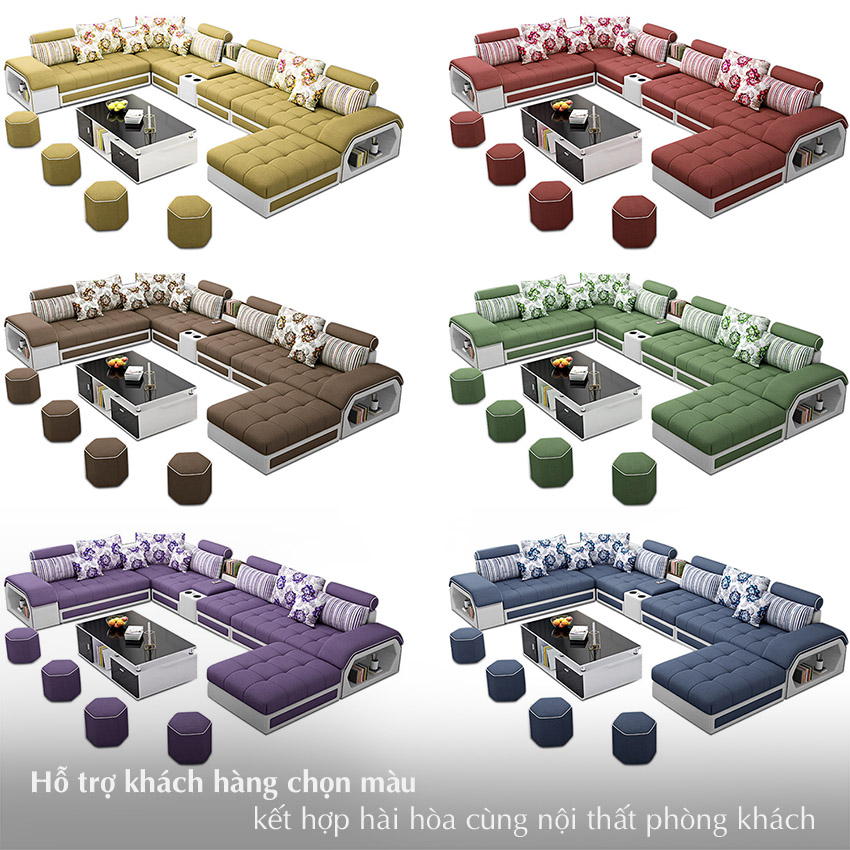 Hỗ trợ khách hàng chọn màu
kết hợp hài hòa cùng nội thất phòng khách